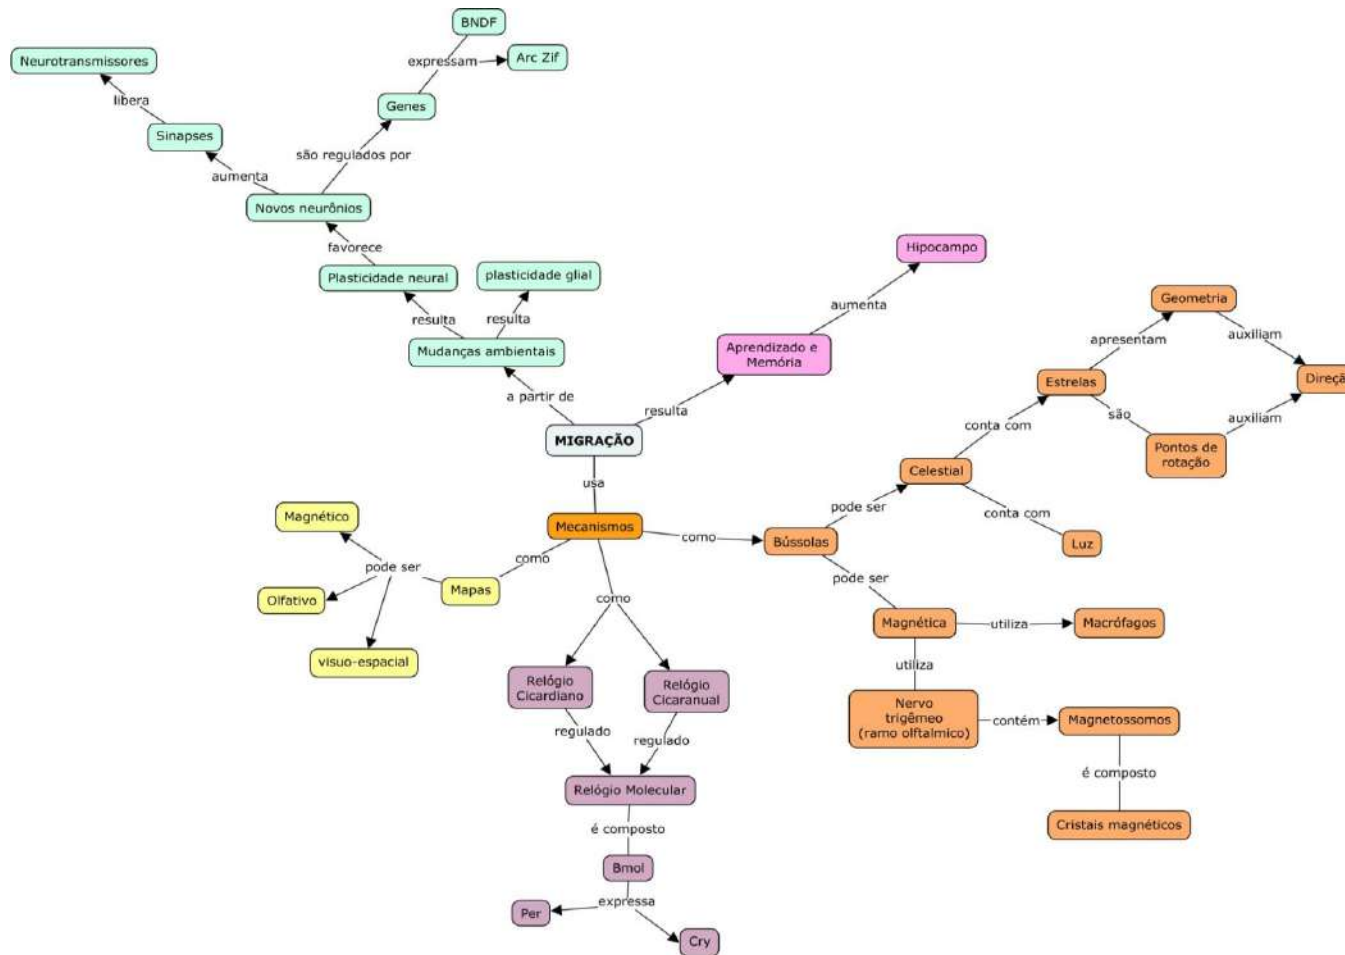 BNDF
Neurotransmissores
expressam
Arc Zif
libera
Genes
Sinapses
são regulados por
aumenta
Novos neurônios
favorece
Plasticidade neural
plasticidade glial
resulta
resulta
Mudanças ambientais
a partir de
Hipocampo
aumenta
Aprendizado e
Memória
resulta
MIGRAÇÃO
usa
Mecanismos
Geometria
apresentam
auxiliam
Estrelas
Direçã
são
auxiliam
Pontos de
rotação
conta com
Celestial
conta com
Luz
pode ser
como
Bússolas
pode ser
Magnética
utiliza
Macrófagos
utiliza
Nervo
trigêmeo
(ramo olftalmico)
contém
Magnetossomos
é composto
Cristais magnéticos
Magnético
como
pode ser
Mapas
Olfativo
visuo-espacial
como
Relógio
Cicardiano
Relógio
Cicaranual
regulado
regulado
Relógio Molecular
é composto
Bmol
expressa
Per
Cry